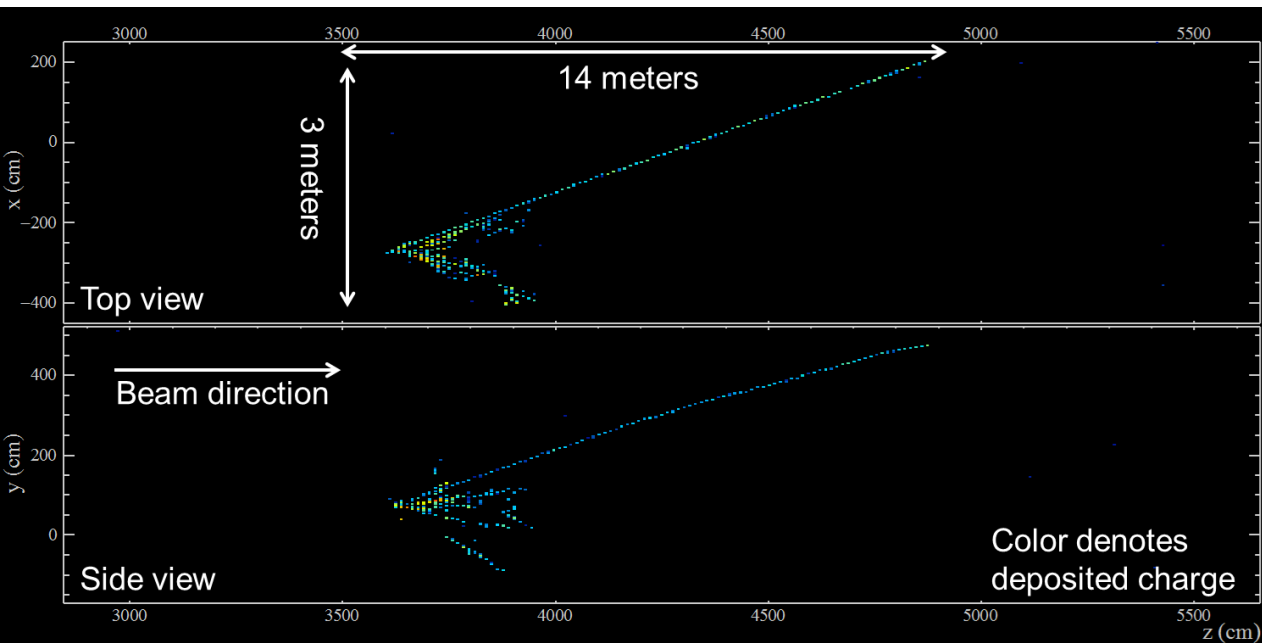 3000 3500 4000 4500 5000 5500
200
0
−200
−400
x (cm)
14 meters
3 meters
Top view
400
200
0
y (cm)
Beam direction
Side view
Color denotes
deposited charge
3000 3500 4000 4500 5000 5500
z (cm)